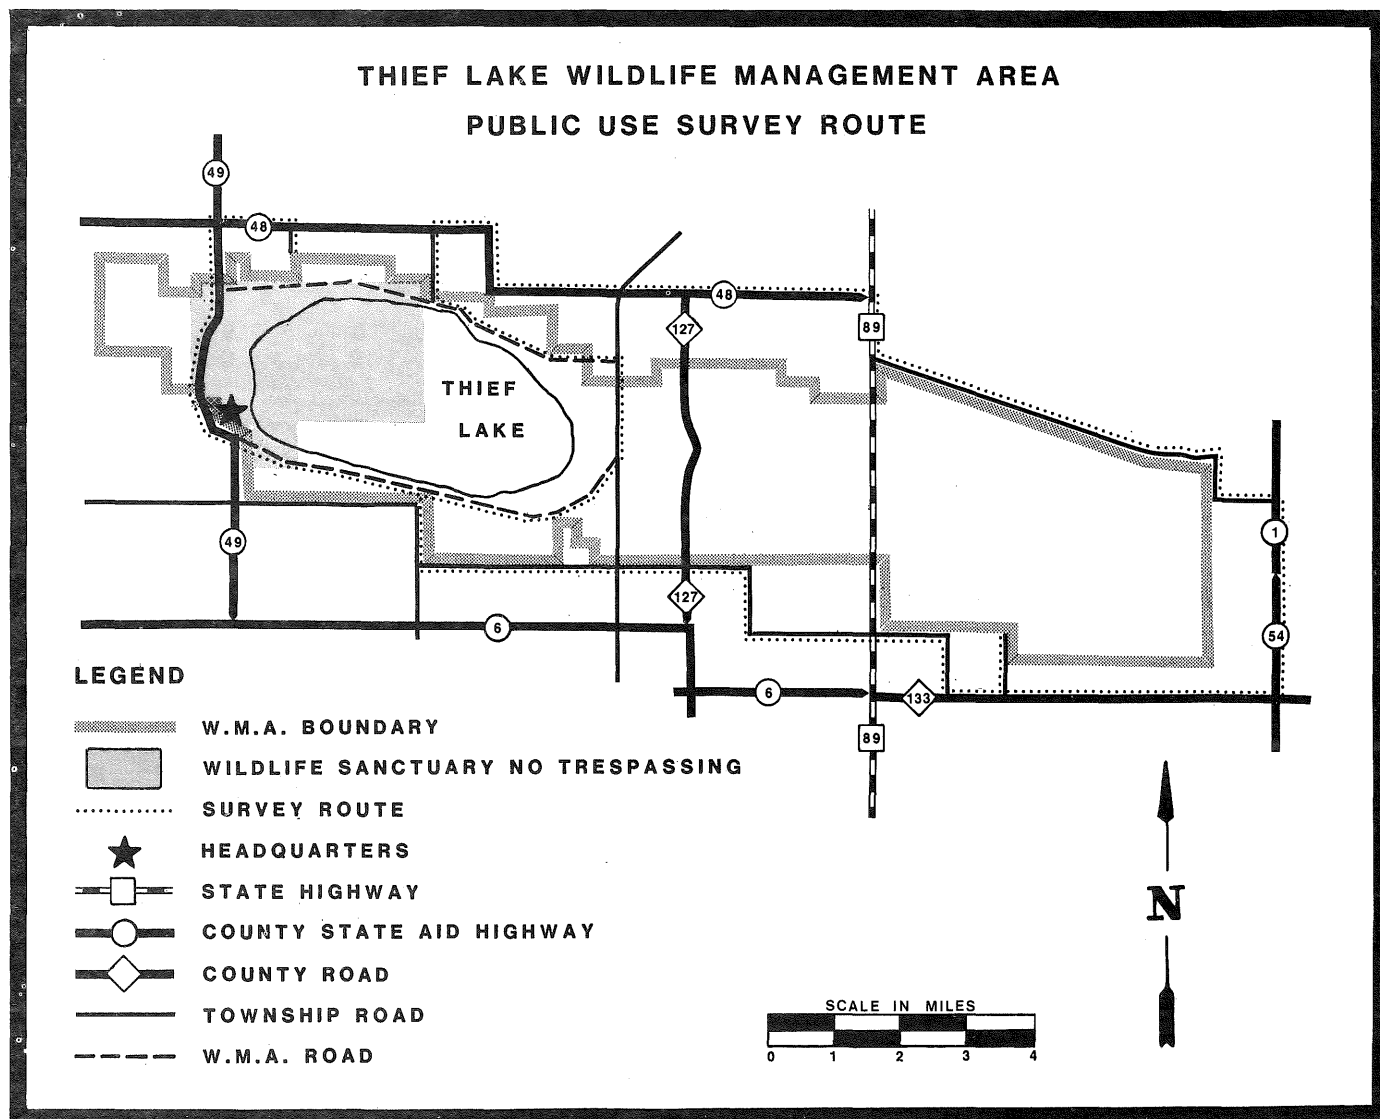 THIEF LAKE WILDLIFE MANAGEMENT AREA
PUBLIC USE SURVEY ROUTE
49
48
48
127
89
THIEF
LAKE
49
1
127
6
54
6
133
89
LEGEND
W.M.A. BOUNDARY
WILDLIFE SANCTUARY NO TRESPASSING
SURVEY ROUTE
HEADQUARTERS
STATE HIGHWAY
COUNTY STATE AID HIGHWAY
COUNTY ROAD
TOWNSHIP ROAD
W.M.A. ROAD
N
SCALE IN MILES
0 1 2 3 4